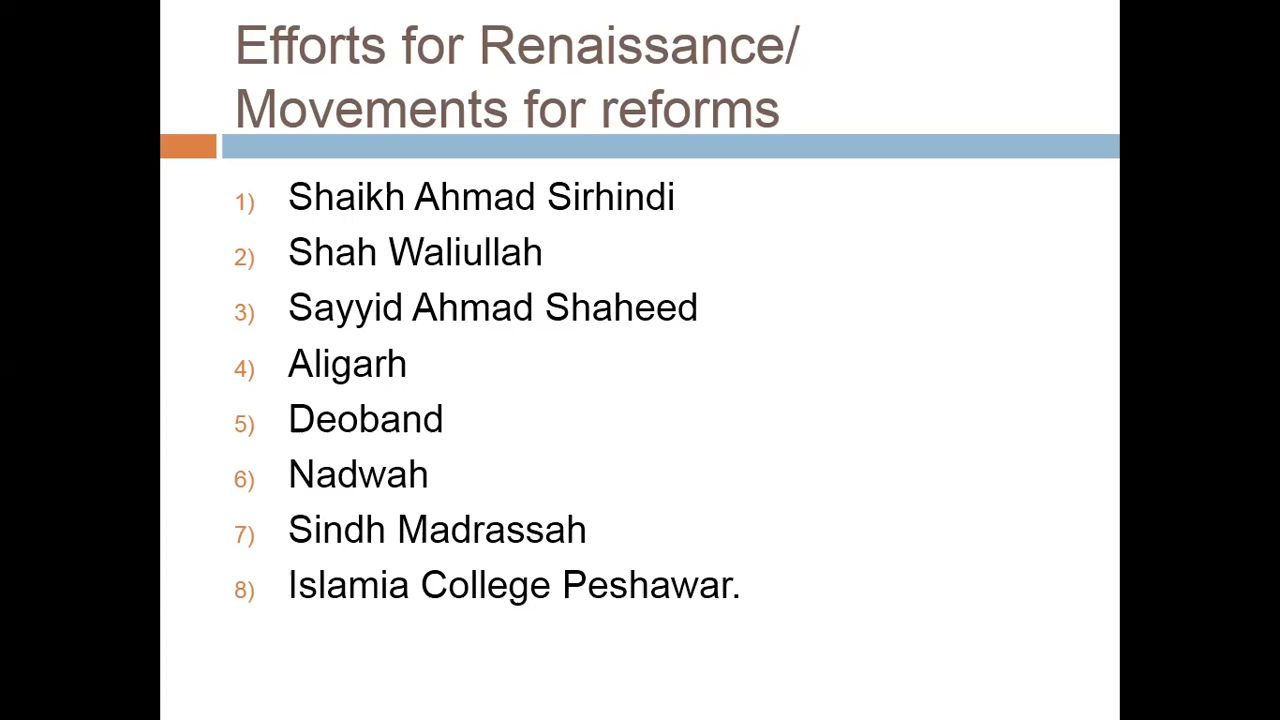 Efforts for Renaissance/
Movements for reforms
1) Shaikh Ahmad Sirhindi
2) Shah Waliullah
3) Sayyid Ahmad Shaheed
4) Aligarh
5) Deoband
6) Nadwah
7) Sindh Madrassah
8) Islamia College Peshawar.